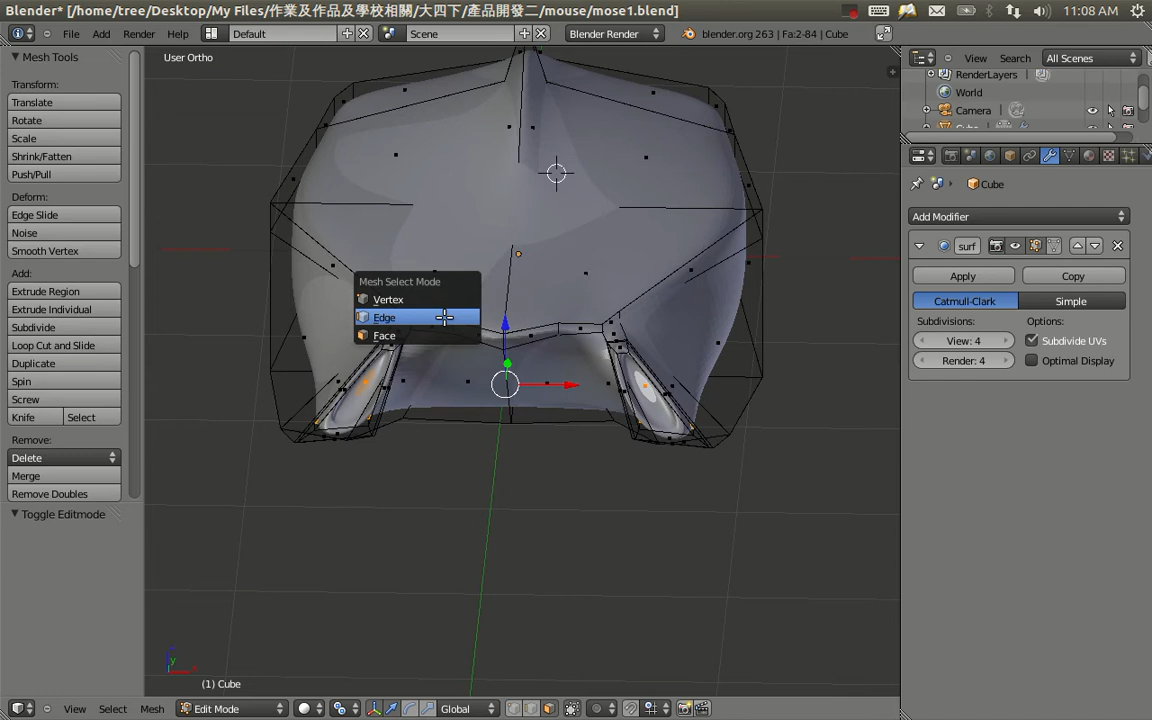 Blender* [/home/tree/Desktop/My Files/作業及作品及學校相關/大四下/產品開發二/mouse/mose1.blend]
11:08 AM
File Add Render Help Default Scene Blender Render blender.org 263 | Fa:2-84 | Cube
Mesh Tools
Transform:
Translate
Rotate
Scale
Shrink/Fatten
Push/Pull
Deform:
Edge Slide
Noise
Smooth Vertex
Add:
Extrude Region
Extrude Individual
Subdivide
Loop Cut and Slide
Duplicate
Spin
Screw
Knife Select
Remove:
Delete
Merge
Remove Doubles
Toggle Editmode
User Ortho
Mesh Select Mode
Vertex
Edge
Face
(1) Cube
View Select Mesh Edit Mode Global
View Search All Scenes
RenderLayers
World
Camera
Cube
Add Modifier
surf
Apply Copy
Catmull-Clark Simple
Subdivisions: Options:
View: 4 Subdivide UVs
Render: 4 Optimal Display